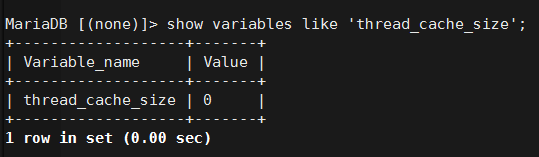 MariaDB [(none)]> show variables like 'thread_cache_size';
+-------------------+-------+
| Variable_name     | Value |
+-------------------+-------+
| thread_cache_size | 0     |
+-------------------+-------+
1 row in set (0.00 sec)